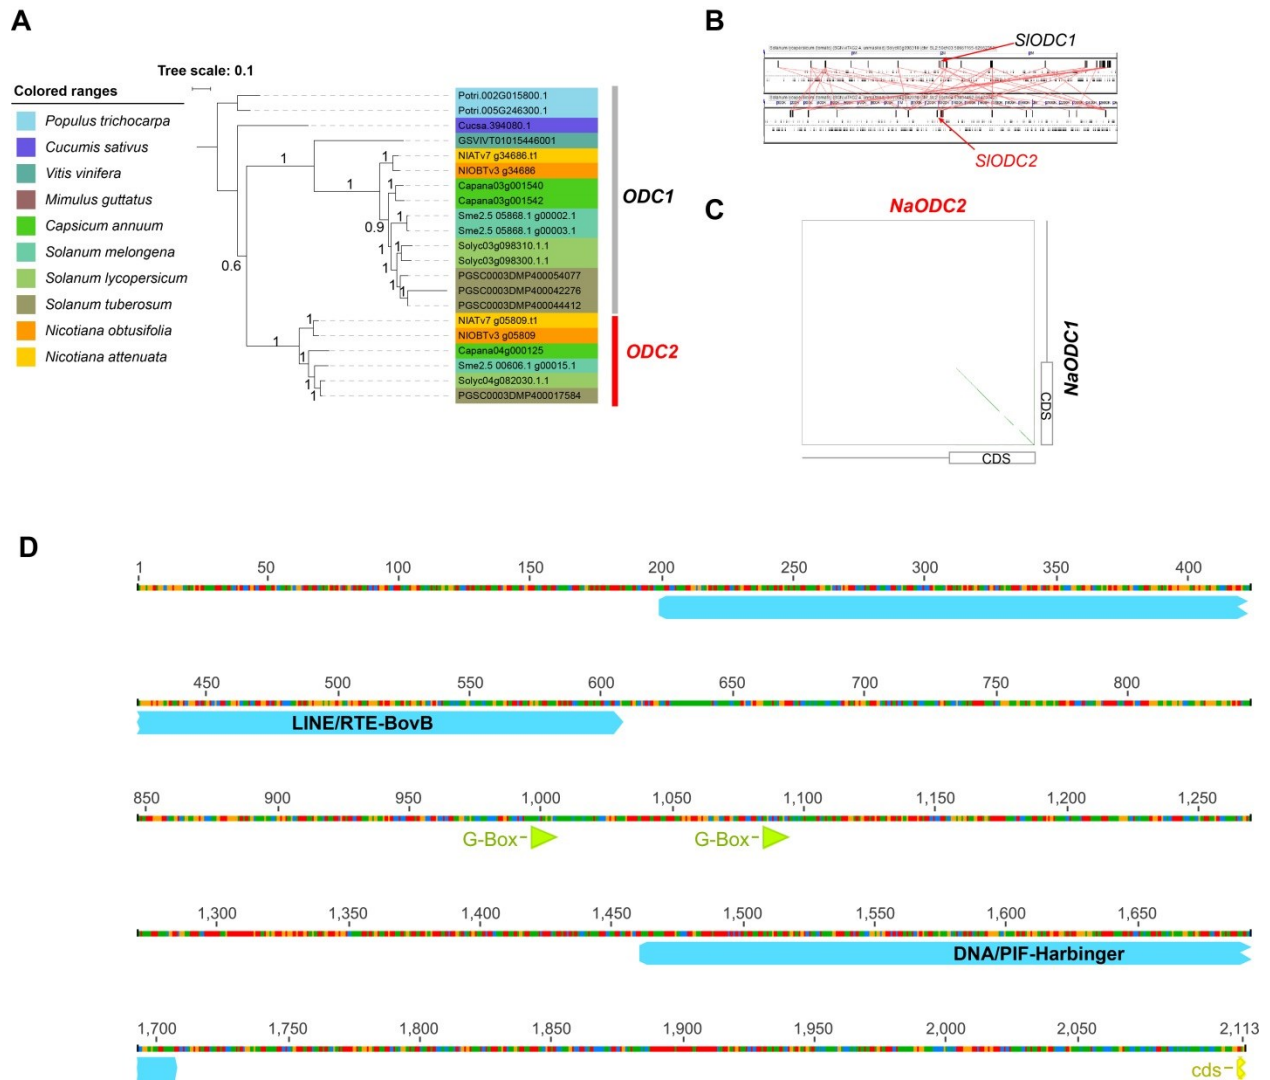 A
Tree scale: 0.1
Colored ranges
Populus trichocarpa
Cucumis sativus
Vitis vinifera
Mimulus guttatus
Capsicum annuum
Solanum melongena
Solanum lycopersicum
Solanum tuberosum
Nicotiana obtusifolia
Nicotiana attenuata
Potri.002G015800.1
Potri.005G246300.1
Cucsa.394080.1
GSVIVT01015446001
NIATv7 g34686.t1
NIOBTv3 g34686
Capana03g001540
Capana03g001542
Sme2.5 05868.1 g00002.1
Sme2.5 05868.1 g00003.1
Solyc03g098310.1.1
Solyc03g098300.1.1
PGSC0003DMP400054077
PGSC0003DMP400042276
PGSC0003DMP400044412
NIATv7 g05809.t1
NIOBTv3 g05809
Capana04g000125
Sme2.5 00606.1 g00015.1
Solyc04g082030.1.1
PGSC0003DMP400017584
1
1
1
0.9
1
1
1
1
1
1
1
0.6
1
1
1
1
1
ODC1
ODC2
B
SlODC1
SlODC2
C
NaODC2
NaODC1
CDS
CDS
D
1 50 100 150 200 250 300 350 400
450 500 550 600 650 700 750 800
LINE/RTE-BovB
850 900 950 1,000 1,050 1,100 1,150 1,200 1,250
G-Box G-Box
1,300 1,350 1,400 1,450 1,500 1,550 1,600 1,650
DNA/PIF-Harbinger
1,700 1,750 1,800 1,850 1,900 1,950 2,000 2,050 2,113
cds